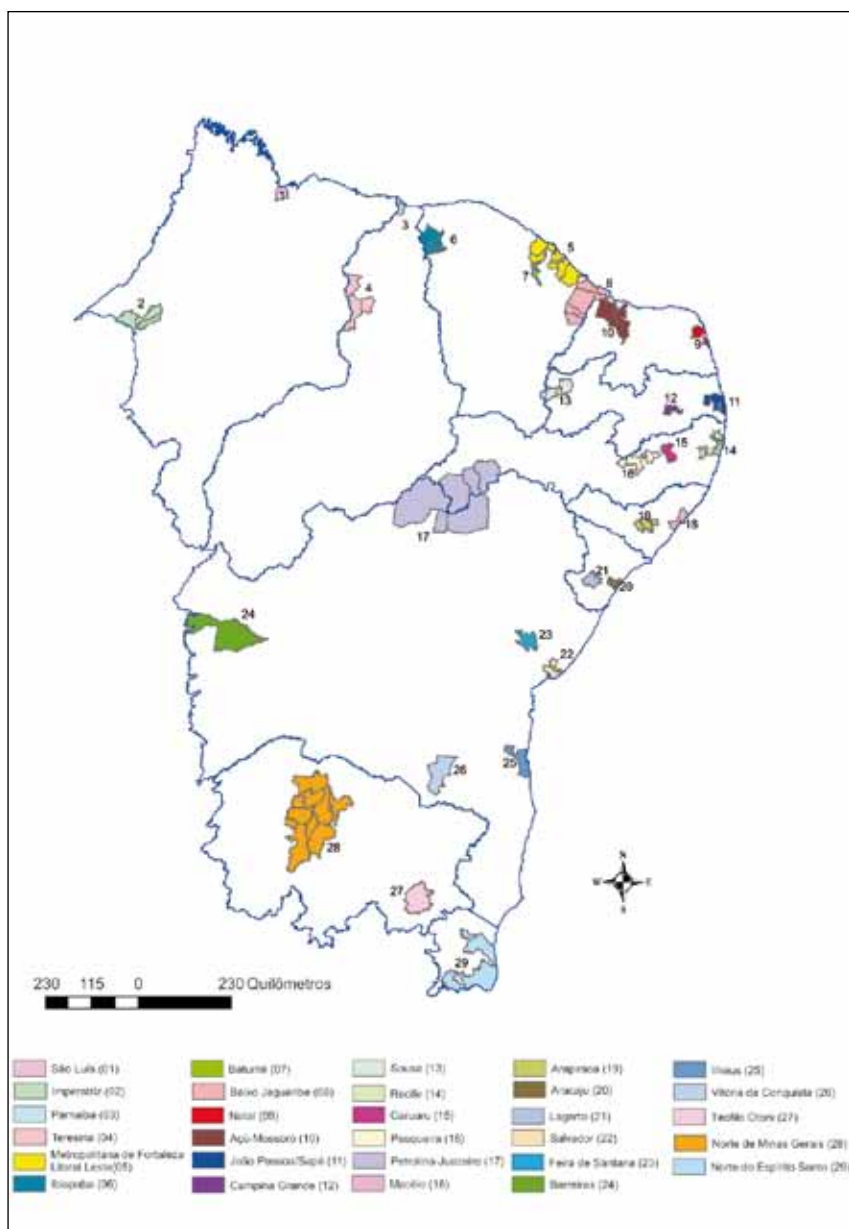 1
2
3
4
5
6
7
8
9
10
11
12
13
14
15
16
17
18
18
20
21
22
23
24
25
26
27
28
29
N
W E
S
230 115 0 230 Quilômetros
São Luís (01)
Imperatriz (02)
Parnaíba (03)
Teresina (04)
Metropolitana de Fortaleza
Litoral Leste(05)
Ibiapaba (06)
Baturité (07)
Baixo Jaguaribe (08)
Natal (09)
Açú-Mossoró (10)
João Pessoa/Sapé (11)
Campina Grande (12)
Sousa (13)
Recife (14)
Caruaru (15)
Pesqueira (16)
Petrolina-Juazeiro (17)
Maceió (18)
Arapiraca (19)
Aracaju (20)
Lagarto (21)
Salvador (22)
Feira de Santana (23)
Barreiras (24)
Ilhéus (25)
Vitória da Conquista (26)
Teófilo Otoni (27)
Norte de Minas Gerais (28)
Norte do Espírito Santo (29)